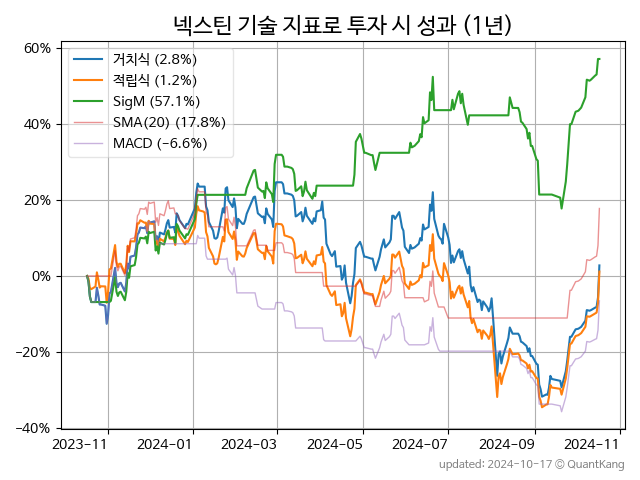 넥스틴 기술 지표로 투자 시 성과 (1년)
60%
40%
20%
0%
−20%
−40%
거치식 (2.8%)
적립식 (1.2%)
SigM (57.1%)
SMA(20) (17.8%)
MACD (−6.6%)
2023-11 2024-01 2024-03 2024-05 2024-07 2024-09 2024-11
updated: 2024-10-17 © QuantKang